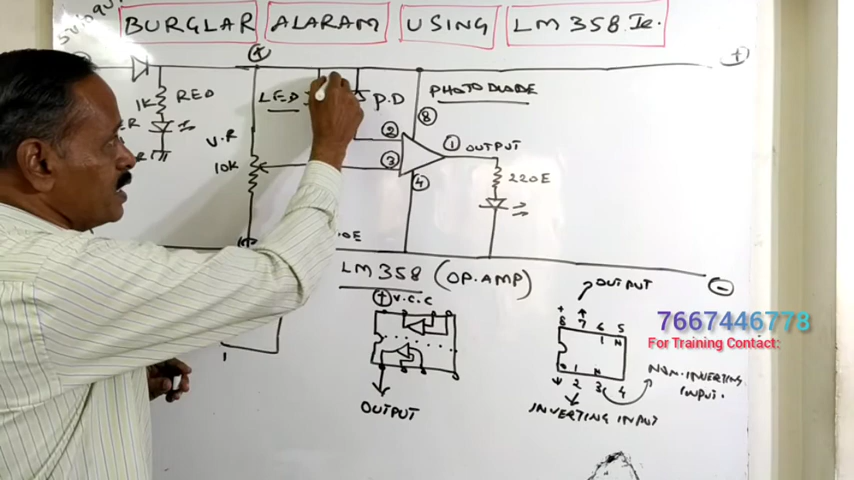 BURGLAR ALARAM USING LM 358 Ic.
+
LED
P.D
PHOTO DIODE
1K
RED
V.R
10K
8
2
3
1 OUTPUT
4
220E
LM 358 (OP.AMP)
-
+ V.C.C
OUTPUT
OUTPUT
+
8 7 6 5
I N
1 2 3 4
N
INVERTING INPUT
NON-INVERTING
INPUT.
7667446778
For Training Contact: